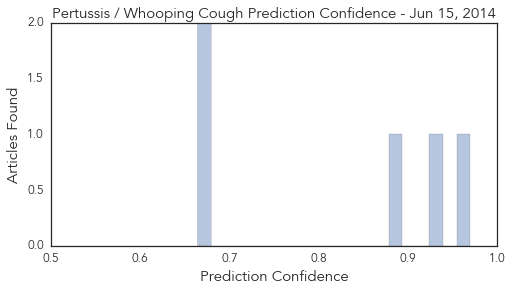 Pertussis / Whooping Cough Prediction Confidence - Jun 15, 2014
2.0
1.5
1.0
0.5
0.0
Articles Found
0.5 0.6 0.7 0.8 0.9 1.0
Prediction Confidence